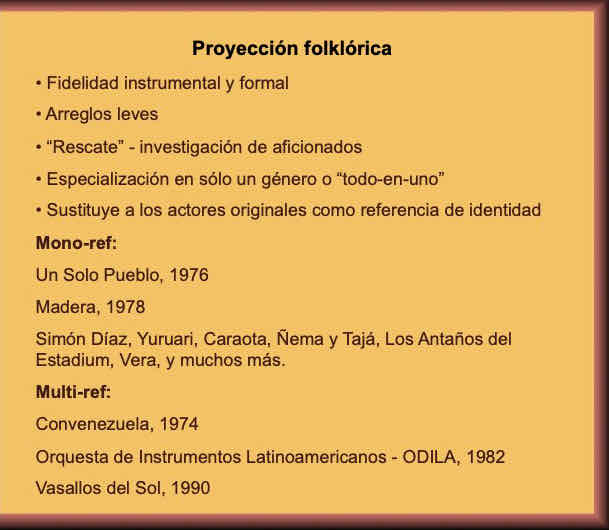 Proyección folklórica
• Fidelidad instrumental y formal
• Arreglos leves
• “Rescate” - investigación de aficionados
• Especialización en sólo un género o “todo-en-uno”
• Sustituye a los actores originales como referencia de identidad
Mono-ref:
Un Solo Pueblo, 1976
Madera, 1978
Simón Díaz, Yuruari, Caraota, Ñema y Tajá, Los Antaños del
Estadium, Vera, y muchos más.
Multi-ref:
Convenezuela, 1974
Orquesta de Instrumentos Latinoamericanos - ODILA, 1982
Vasallos del Sol, 1990